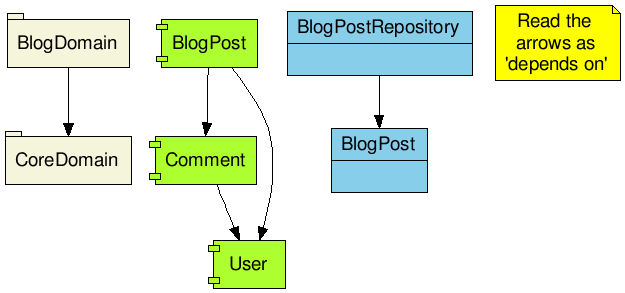 BlogDomain
BlogPost
BlogPostRepository
Read the
arrows as
'depends on'
CoreDomain
Comment
BlogPost
User